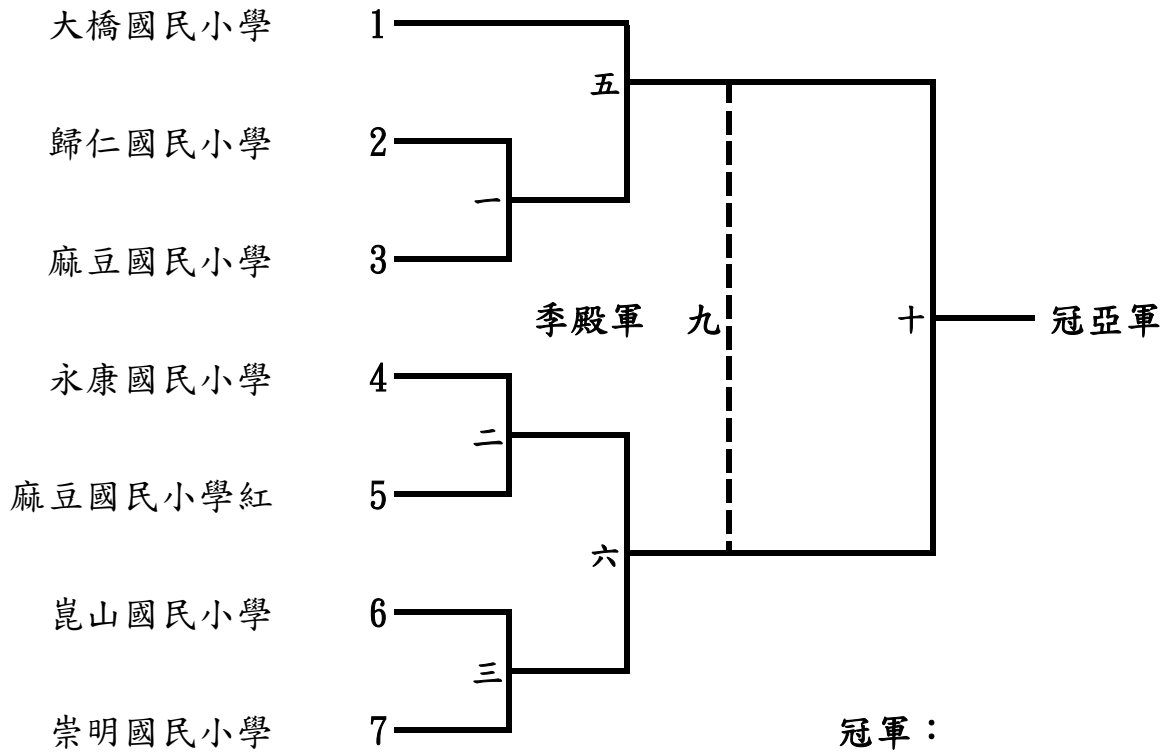 大橋國民小學 1
五
歸仁國民小學 2
一
麻豆國民小學 3
季殿軍 九 十 冠亞軍
永康國民小學 4
二
麻豆國民小學紅 5
六
崑山國民小學 6
三
崇明國民小學 7 冠軍：